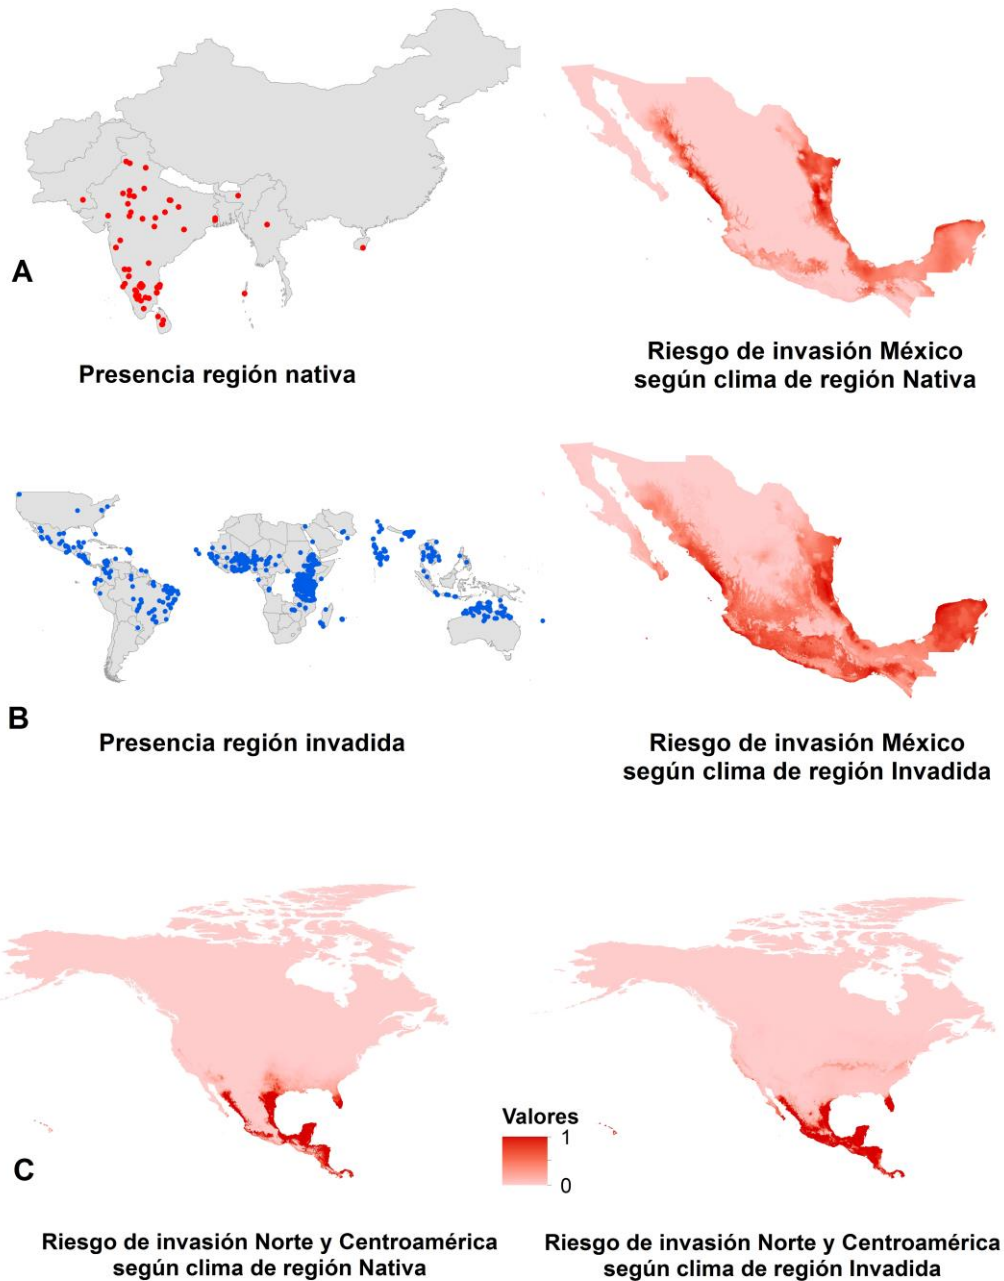 A
Presencia región nativa
Riesgo de invasión México
según clima de región Nativa
B
Presencia región invadida
Riesgo de invasión México
según clima de región Invadida
C
Valores
1
0
Riesgo de invasión Norte y Centroamérica
según clima de región Nativa
Riesgo de invasión Norte y Centroamérica
según clima de región Invadida